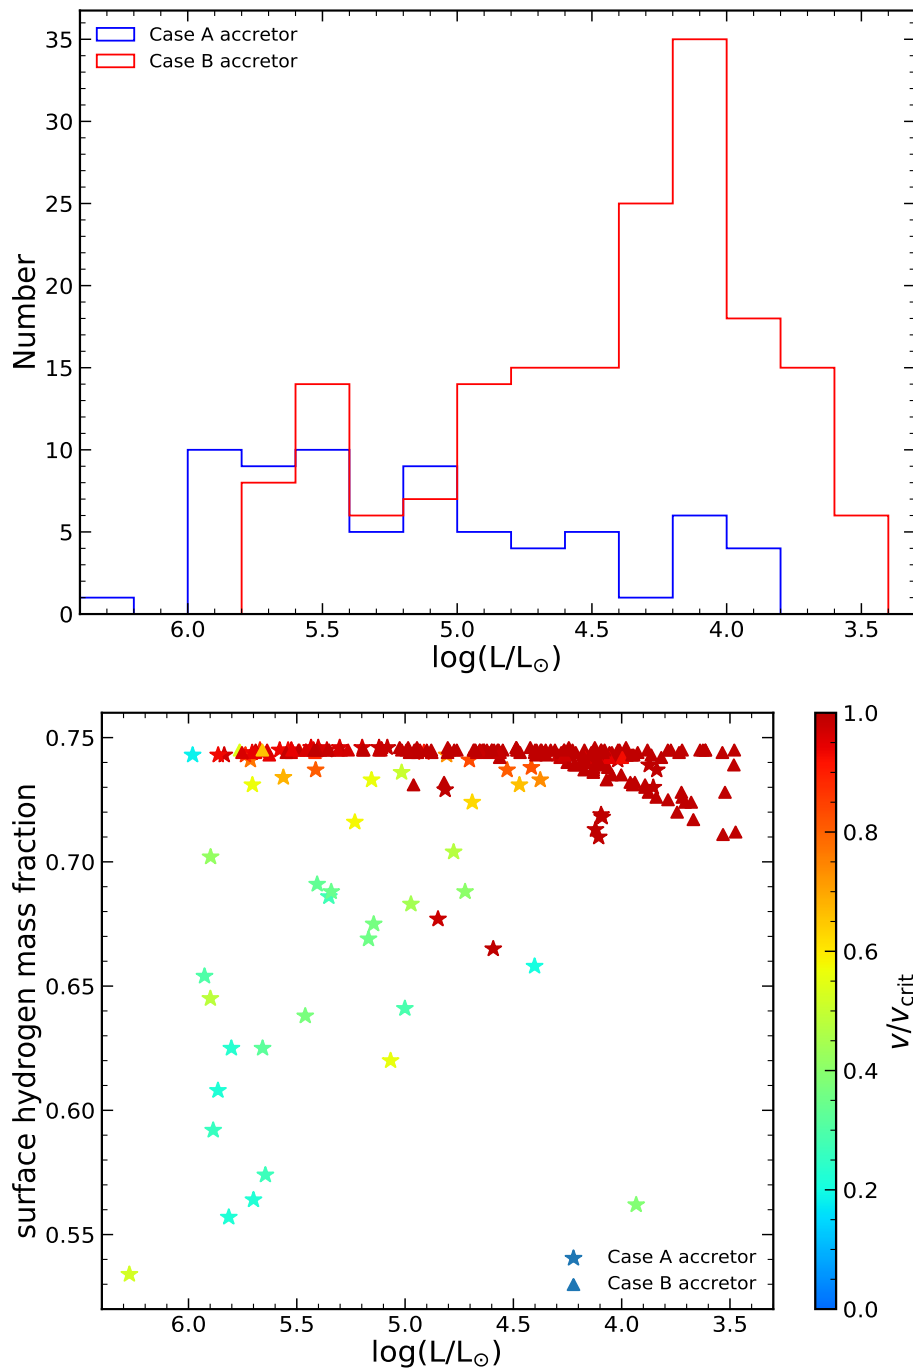 Case A accretor
Case B accretor
35
30
25
20
15
10
5
0
Number
6.0 5.5 5.0 4.5 4.0 3.5
log(L/L⊙)
0.75
0.70
0.65
0.60
0.55
surface hydrogen mass fraction
Case A accretor
Case B accretor
6.0 5.5 5.0 4.5 4.0 3.5
log(L/L⊙)
1.0
0.8
0.6
0.4
0.2
0.0
v/v_crit